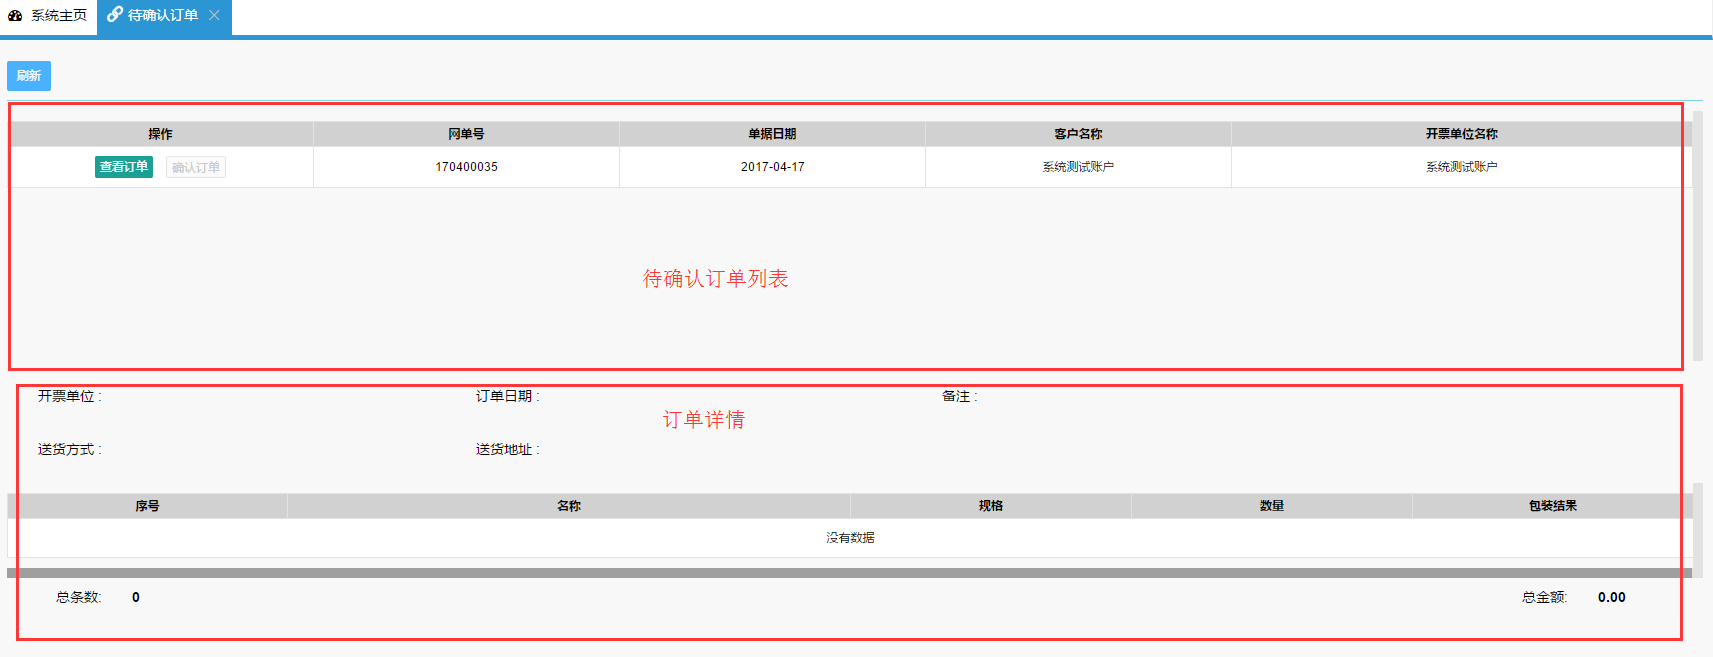 系统主页 待确认订单
刷新
操作 网单号 单据日期 客户名称 开票单位名称
查看订单 确认订单 170400035 2017-04-17 系统测试账户 系统测试账户
待确认订单列表
开票单位 : 订单日期 : 备注 :
订单详情
送货方式 : 送货地址 :
序号 名称 规格 数量 包装结果
没有数据
总条数: 0 总金额: 0.00